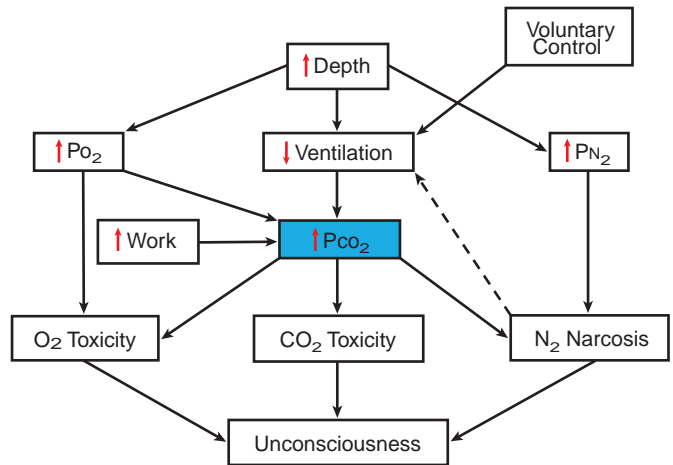 Voluntary
Control
↑ Depth
↑ PO₂
↓ Ventilation
↑ PN₂
↑ Work
↑ PCO₂
O₂ Toxicity
CO₂ Toxicity
N₂ Narcosis
Unconsciousness